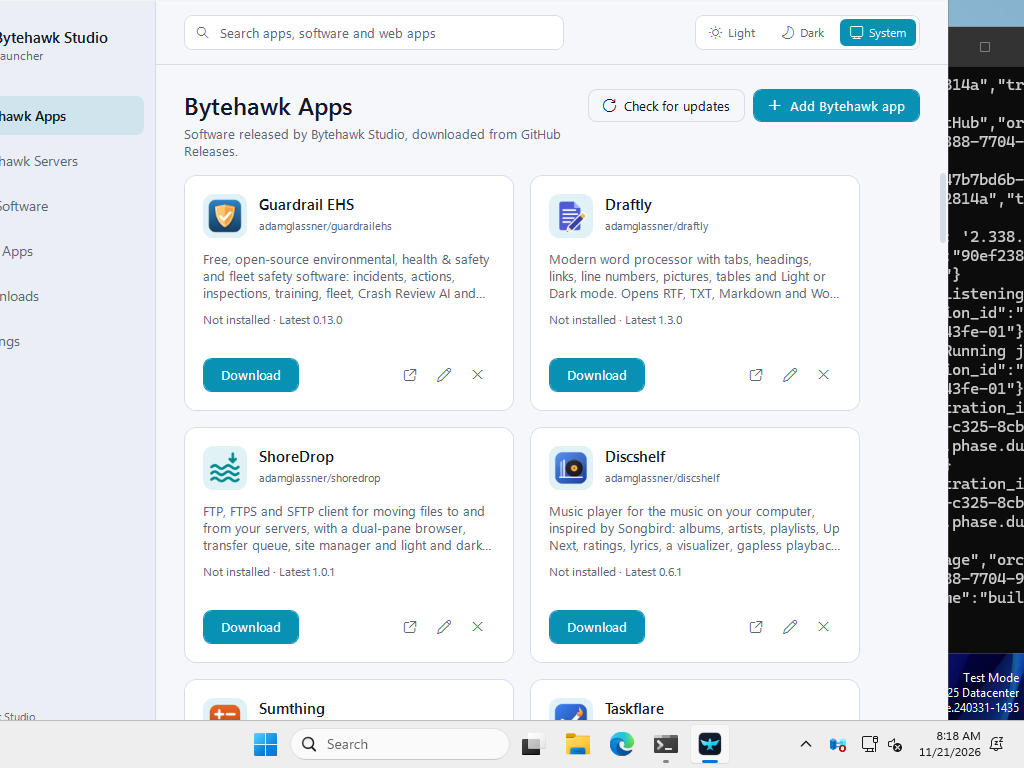 Bytehawk Studio
auncher
hawk Apps
hawk Servers
Software
Apps
nloads
ngs
Studio
Search apps, software and web apps
Light
Dark
System
Bytehawk Apps
Software released by Bytehawk Studio, downloaded from GitHub
Releases.
Check for updates
Add Bytehawk app
Guardrail EHS
adamglassner/guardrailehs
Free, open-source environmental, health & safety
and fleet safety software: incidents, actions,
inspections, training, fleet, Crash Review AI and...
Not installed · Latest 0.13.0
Download
Draftly
adamglassner/draftly
Modern word processor with tabs, headings,
links, line numbers, pictures, tables and Light or
Dark mode. Opens RTF, TXT, Markdown and Wo...
Not installed · Latest 1.3.0
Download
ShoreDrop
adamglassner/shoredrop
FTP, FTPS and SFTP client for moving files to and
from your servers, with a dual-pane browser,
transfer queue, site manager and light and dark...
Not installed · Latest 1.0.1
Download
Discshelf
adamglassner/discshelf
Music player for the music on your computer,
inspired by Songbird: albums, artists, playlists, Up
Next, ratings, lyrics, a visualizer, gapless playbac...
Not installed · Latest 0.6.1
Download
Sumthing
Taskflare
814a","tr
tHub","or
388-7704-
47b7bd6b-
2814a","t
: '2.338.
:"90ef238
"}
Listening
ion_id":"
43fe-01"}
Running j
ion_id":"
43fe-01"}
tration_i
-c325-8cb
.phase.du
tration_i
-c325-8cb
.phase.du
age","orc
88-7704-9
me":"buil
Test Mode
25 Datacenter
e.240331-1435
Search
8:18 AM
11/21/2026